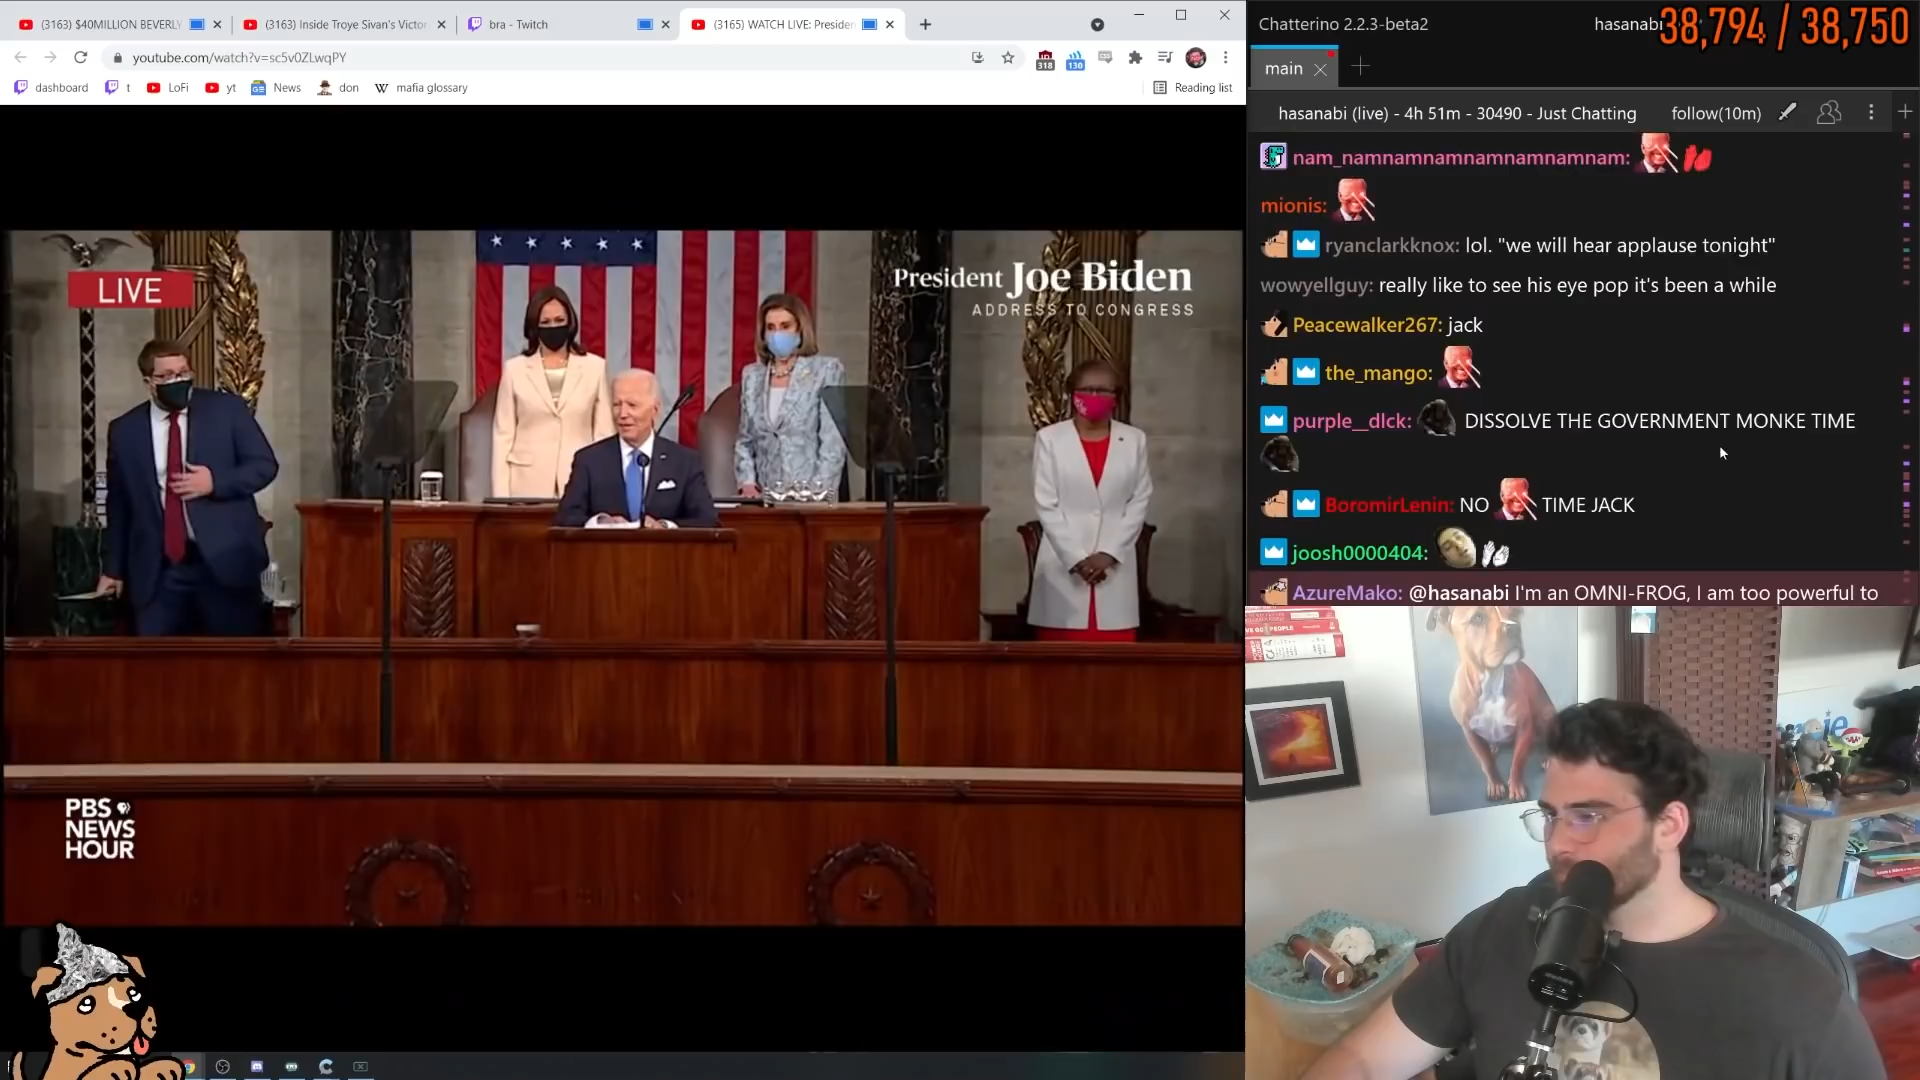 (3163) $40MILLION BEVERLY
(3163) Inside Troye Sivan's Victor
bra - Twitch
(3165) WATCH LIVE: Presiden
youtube.com/watch?v=sc5v0ZLwqPY
318
130
dashboard
t
LoFi
yt
News
don
mafia glossary
Reading list
LIVE
President Joe Biden
ADDRESS TO CONGRESS
PBS
NEWS
HOUR
Chatterino 2.2.3-beta2
hasanabi
38,794 / 38,750
main
hasanabi (live) - 4h 51m - 30490 - Just Chatting
follow(10m)
nam_namnamnamnamnamnamnam:
mionis:
ryanclarkknox: lol. "we will hear applause tonight"
wowyellguy: really like to see his eye pop it's been a while
Peacewalker267: jack
the_mango:
purple__dlck: DISSOLVE THE GOVERNMENT MONKE TIME
BoromirLenin: NO TIME JACK
joosh0000404:
AzureMako: @hasanabi I'm an OMNI-FROG, I am too powerful to